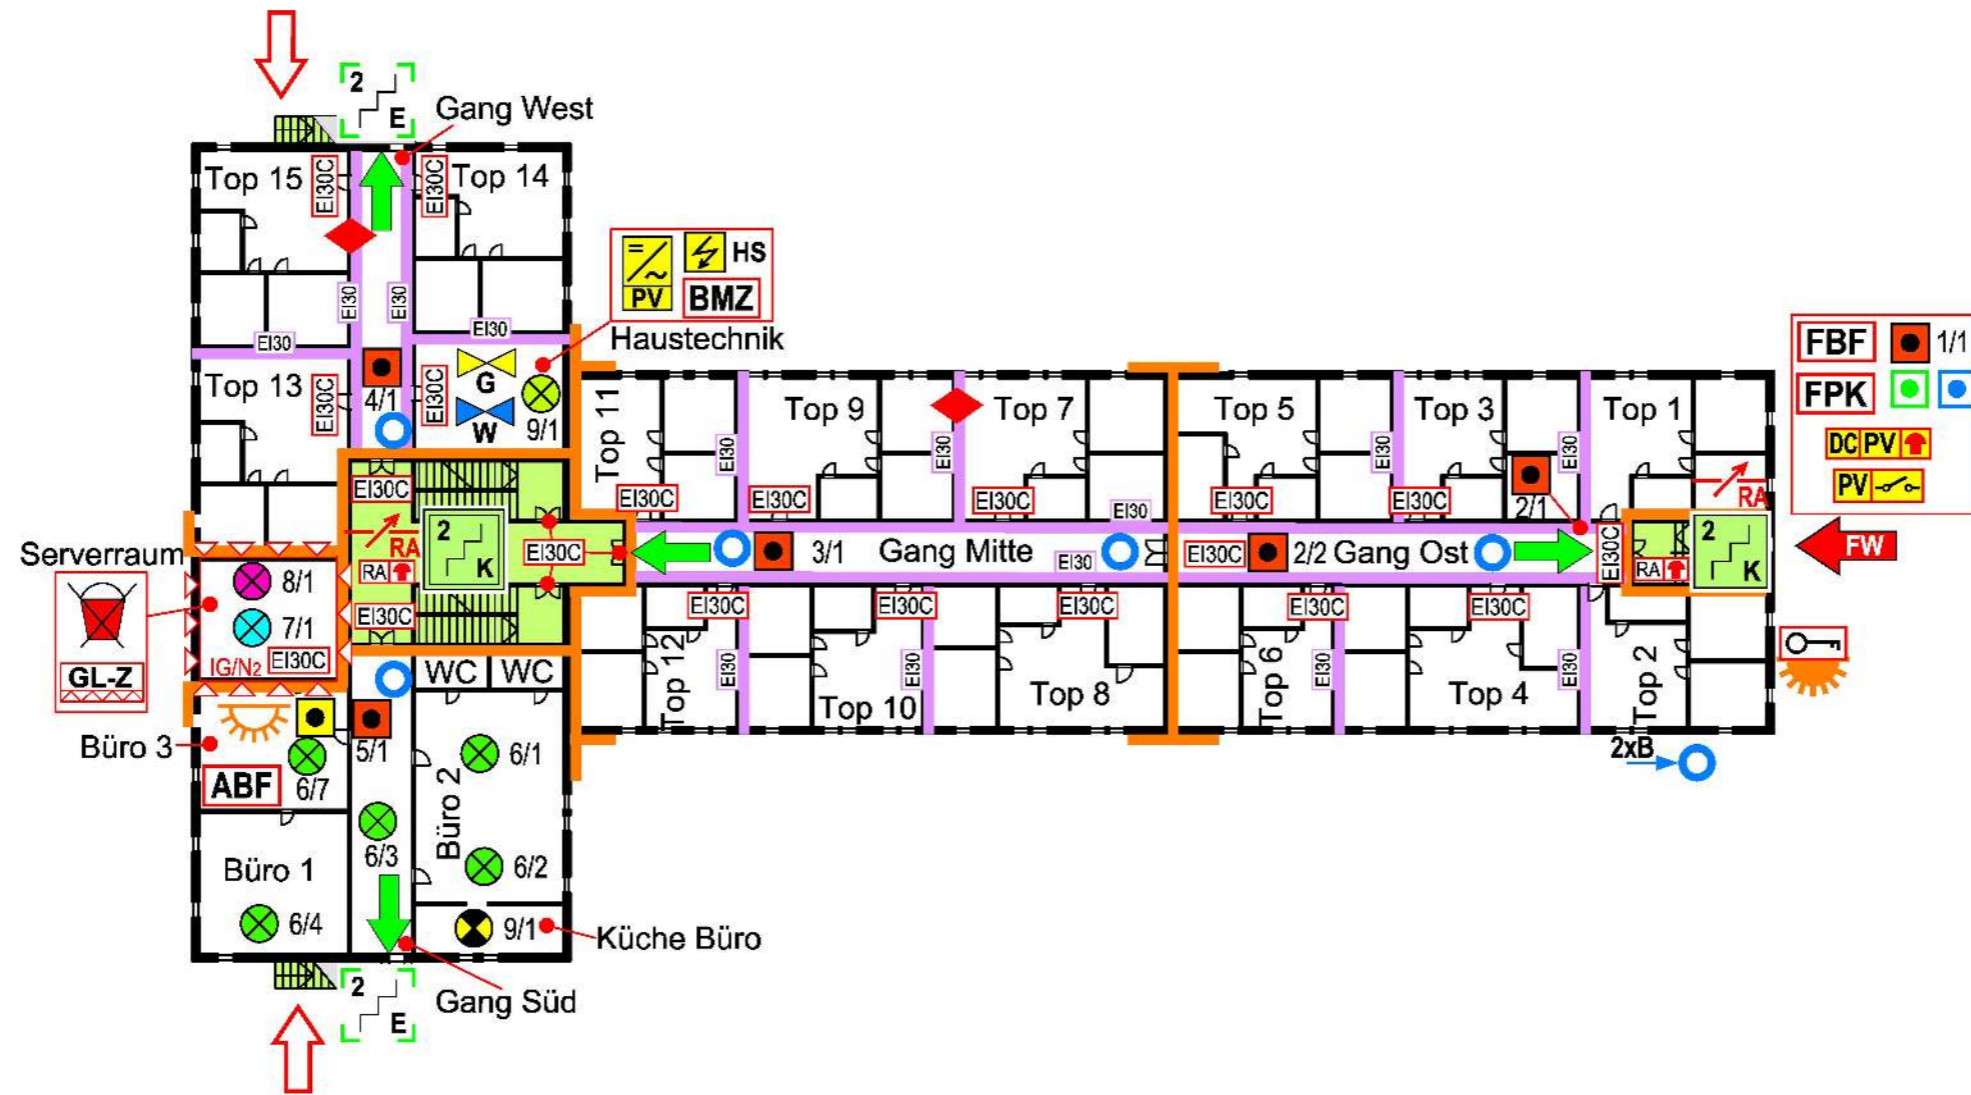 2
E
Gang West
Top 15
EI30C
EI30C
Top 14
EI30
EI30
EI30
EI30
= ~
PV
HS
BMZ
Haustechnik
Top 13
EI30C
4/1
EI30C
G
W
9/1
EI30C
RA
RA
2
K
EI30C
EI30C
Serverraum
GL-Z
8/1
7/1
IG/N2
EI30C
Büro 3
ABF
6/7
5/1
WC
WC
Büro 2
6/1
6/2
6/3
Büro 1
6/4
9/1
Küche Büro
Gang Süd
2
E
Top 11
EI30
Top 9
EI30
Top 7
EI30C
EI30C
EI30C
EI30
3/1
Gang Mitte
EI30
EI30C
EI30C
EI30C
Top 12
EI30
Top 10
EI30
Top 8
Top 5
EI30
Top 3
EI30
Top 1
EI30C
EI30C
2/1
EI30C
2/2
Gang Ost
EI30C
RA
RA
2
K
EI30C
EI30C
Top 6
EI30
Top 4
EI30
Top 2
2xB
FBF
1/1
FPK
DC PV
PV
FW